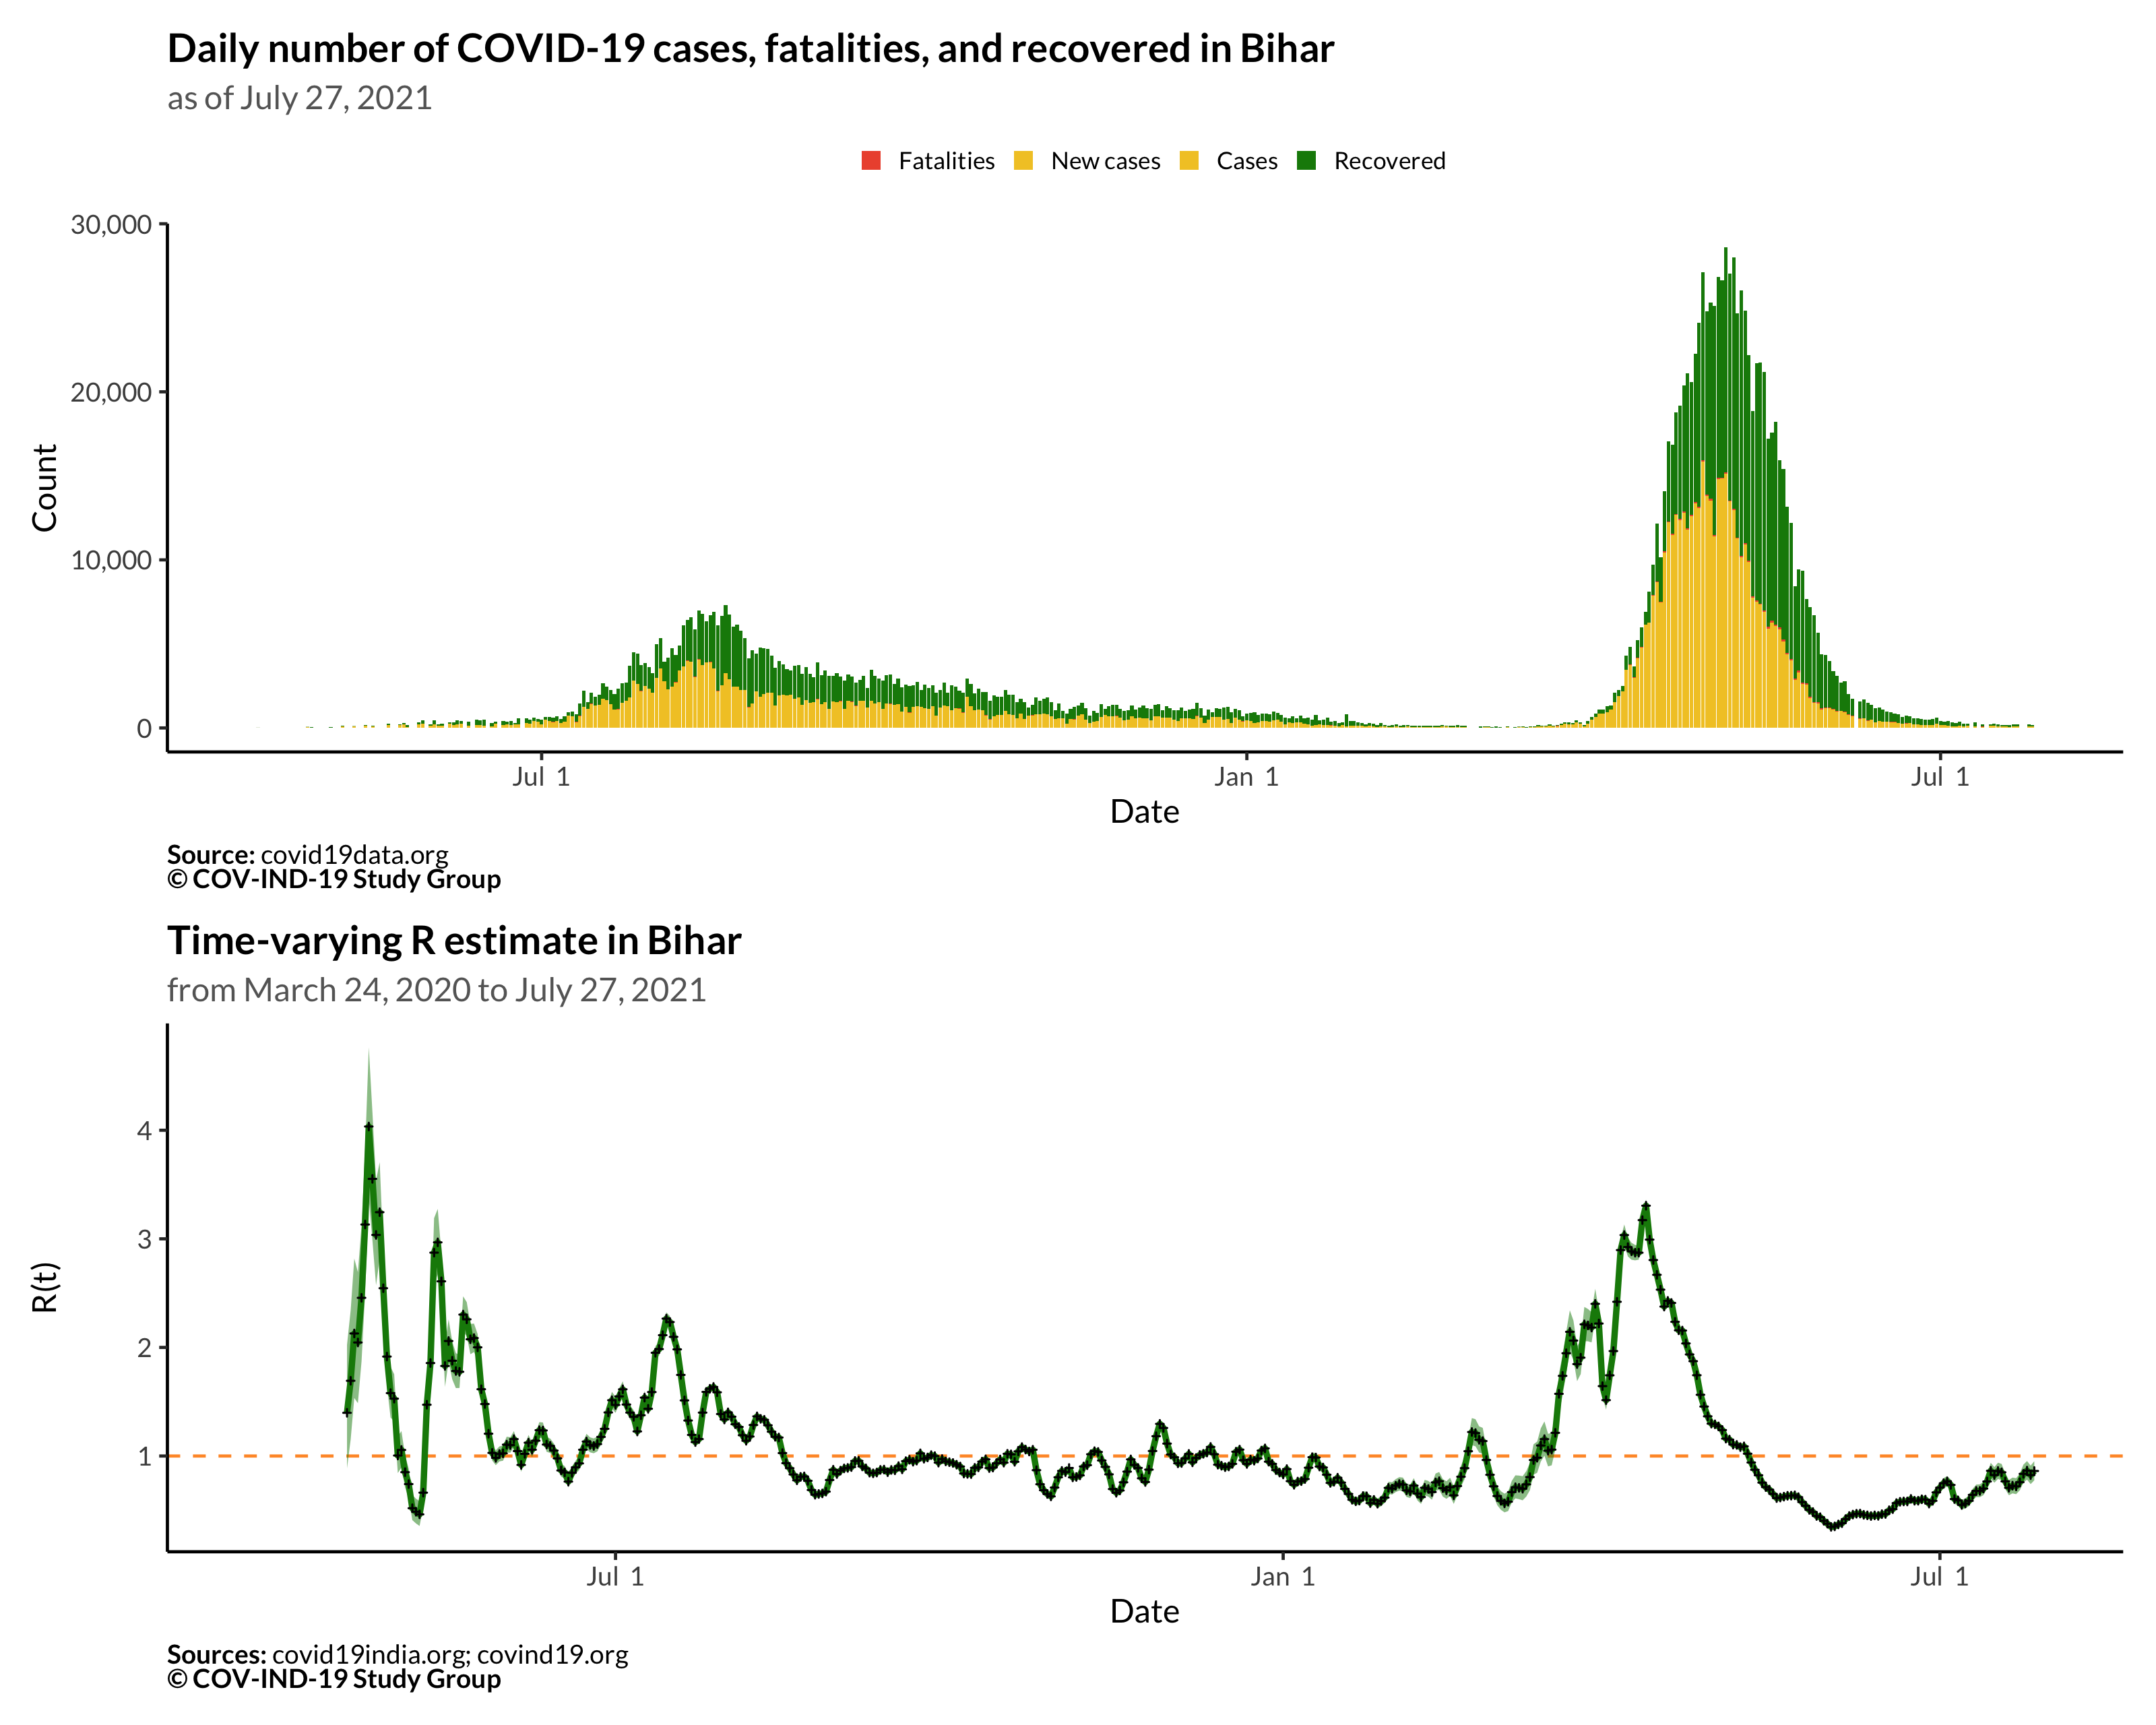 Daily number of COVID-19 cases, fatalities, and recovered in Bihar
as of July 27, 2021
Fatalities New cases Cases Recovered
30,000
20,000
10,000
0
Count
Jul 1 Jan 1 Jul 1
Date
Source: covid19data.org
© COV-IND-19 Study Group
Time-varying R estimate in Bihar
from March 24, 2020 to July 27, 2021
4
3
2
1
R(t)
Jul 1 Jan 1 Jul 1
Date
Sources: covid19india.org; covind19.org
© COV-IND-19 Study Group